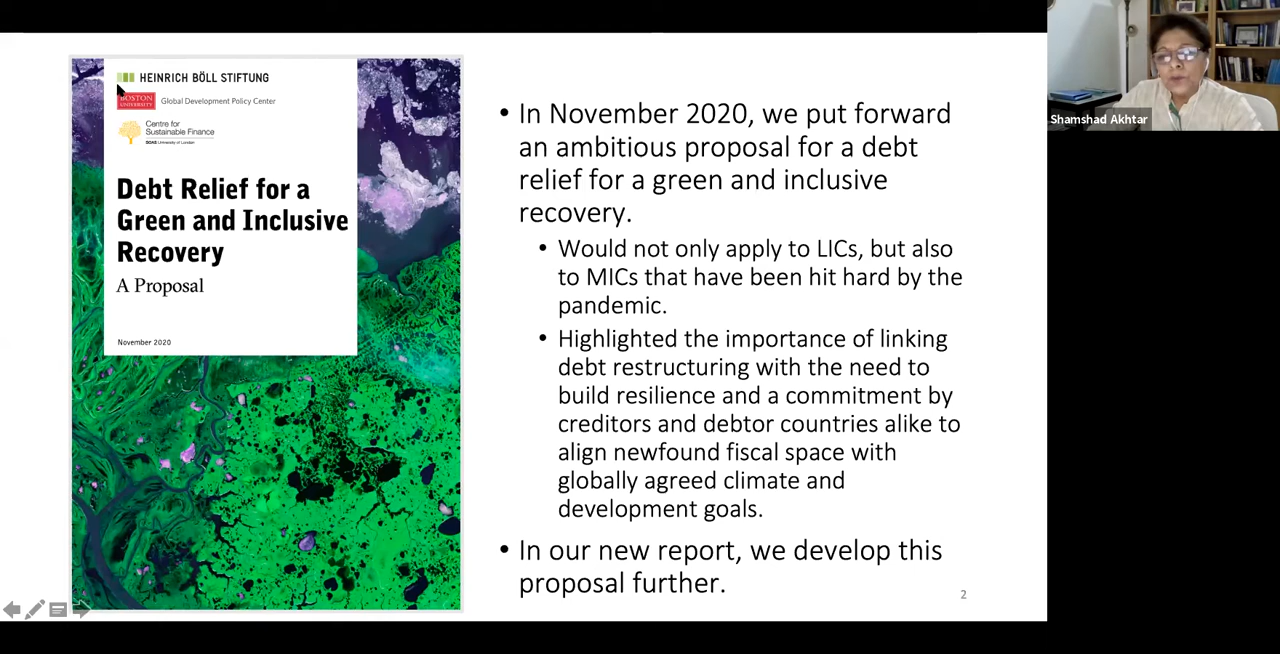 HEINRICH BÖLL STIFTUNG
BOSTON
UNIVERSITY
Global Development Policy Center
Centre for
Sustainable Finance
SOAS University of London
Debt Relief for a
Green and Inclusive
Recovery
A Proposal
November 2020
• In November 2020, we put forward
an ambitious proposal for a debt
relief for a green and inclusive
recovery.
• Would not only apply to LICs, but also
to MICs that have been hit hard by the
pandemic.
• Highlighted the importance of linking
debt restructuring with the need to
build resilience and a commitment by
creditors and debtor countries alike to
align newfound fiscal space with
globally agreed climate and
development goals.
• In our new report, we develop this
proposal further.
2
Shamshad Akhtar